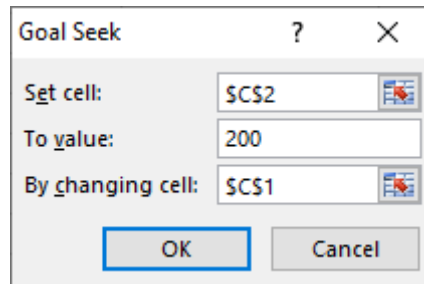 Goal Seek ? ×
Set cell: $C$2
To value: 200
By changing cell: $C$1
OK Cancel